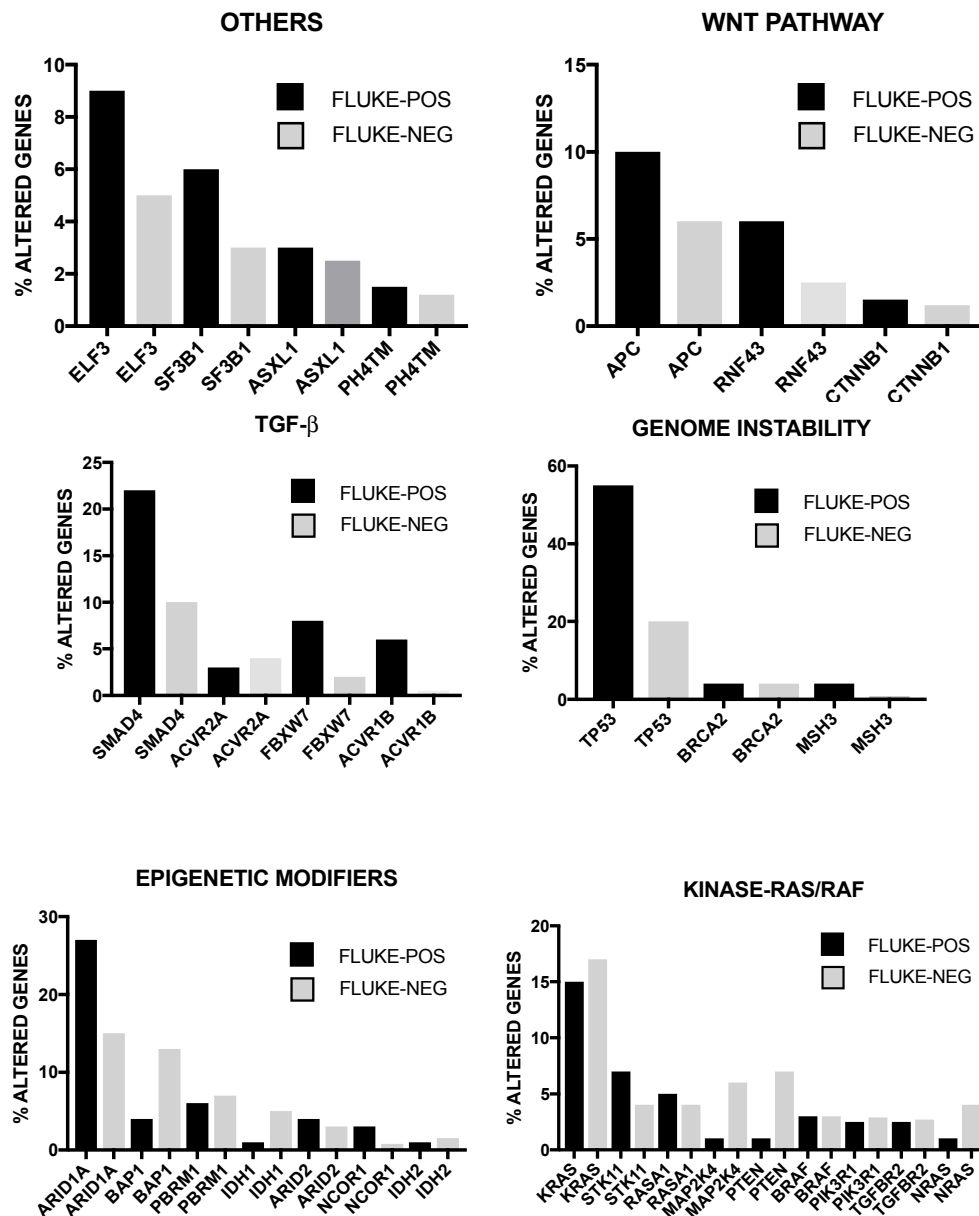 OTHERS
% ALTERED GENES
10
8
6
4
2
0
FLUKE-POS
FLUKE-NEG
ELF3
ELF3
SF3B1
SF3B1
ASXL1
ASXL1
PH4TM
PH4TM
WNT PATHWAY
% ALTERED GENES
15
10
5
0
FLUKE-POS
FLUKE-NEG
APC
APC
RNF43
RNF43
CTNNB1
CTNNB1
TGF-β
% ALTERED GENES
25
20
15
10
5
0
FLUKE-POS
FLUKE-NEG
SMAD4
SMAD4
ACVR2A
ACVR2A
FBXW7
FBXW7
ACVR1B
ACVR1B
GENOME INSTABILITY
% ALTERED GENES
60
40
20
0
FLUKE-POS
FLUKE-NEG
TP53
TP53
BRCA2
BRCA2
MSH3
MSH3
EPIGENETIC MODIFIERS
% ALTERED GENES
30
20
10
0
FLUKE-POS
FLUKE-NEG
ARID1A
ARID1A
BAP1
BAP1
PBRM1
PBRM1
IDH1
IDH1
ARID2
ARID2
NCOR1
NCOR1
IDH2
IDH2
KINASE-RAS/RAF
% ALTERED GENES
20
15
10
5
0
FLUKE-POS
FLUKE-NEG
KRAS
KRAS
STK11
STK11
RASA1
RASA1
MAP2K4
MAP2K4
PTEN
PTEN
BRAF
BRAF
PIK3R1
PIK3R1
TGFBR2
TGFBR2
NRAS
NRAS